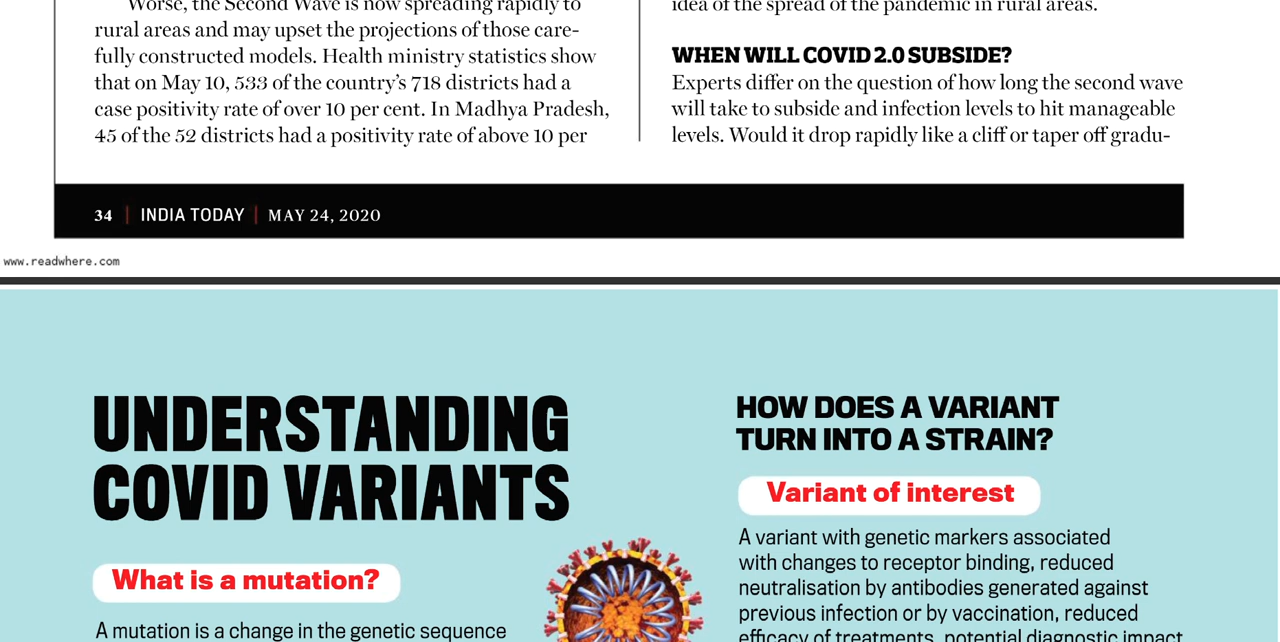 Worse, the Second Wave is now spreading rapidly to
rural areas and may upset the projections of those care-
fully constructed models. Health ministry statistics show
that on May 10, 533 of the country's 718 districts had a
case positivity rate of over 10 per cent. In Madhya Pradesh,
45 of the 52 districts had a positivity rate of above 10 per
idea of the spread of the pandemic in rural areas.
WHEN WILL COVID 2.0 SUBSIDE?
Experts differ on the question of how long the second wave
will take to subside and infection levels to hit manageable
levels. Would it drop rapidly like a cliff or taper off gradu-
34 | INDIA TODAY | MAY 24, 2020
www.readwhere.com
UNDERSTANDING
COVID VARIANTS
What is a mutation?
A mutation is a change in the genetic sequence
HOW DOES A VARIANT
TURN INTO A STRAIN?
Variant of interest
A variant with genetic markers associated
with changes to receptor binding, reduced
neutralisation by antibodies generated against
previous infection or by vaccination, reduced
efficacy of treatments, potential diagnostic impact